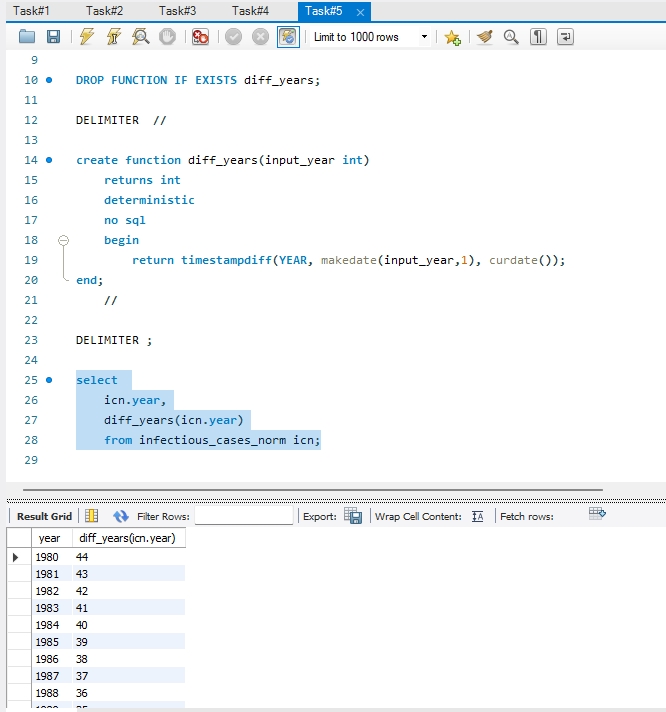 Task#1 Task#2 Task#3 Task#4 Task#5
Limit to 1000 rows
9
10 DROP FUNCTION IF EXISTS diff_years;
11
12 DELIMITER //
13
14 create function diff_years(input_year int)
15 returns int
16 deterministic
17 no sql
18 begin
19 return timestampdiff(YEAR, makedate(input_year,1), curdate());
20 end;
21 //
22
23 DELIMITER ;
24
25 select
26 icn.year,
27 diff_years(icn.year)
28 from infectious_cases_norm icn;
29
Result Grid Filter Rows: Export: Wrap Cell Content: Fetch rows:
year diff_years(icn.year)
1980 44
1981 43
1982 42
1983 41
1984 40
1985 39
1986 38
1987 37
1988 36